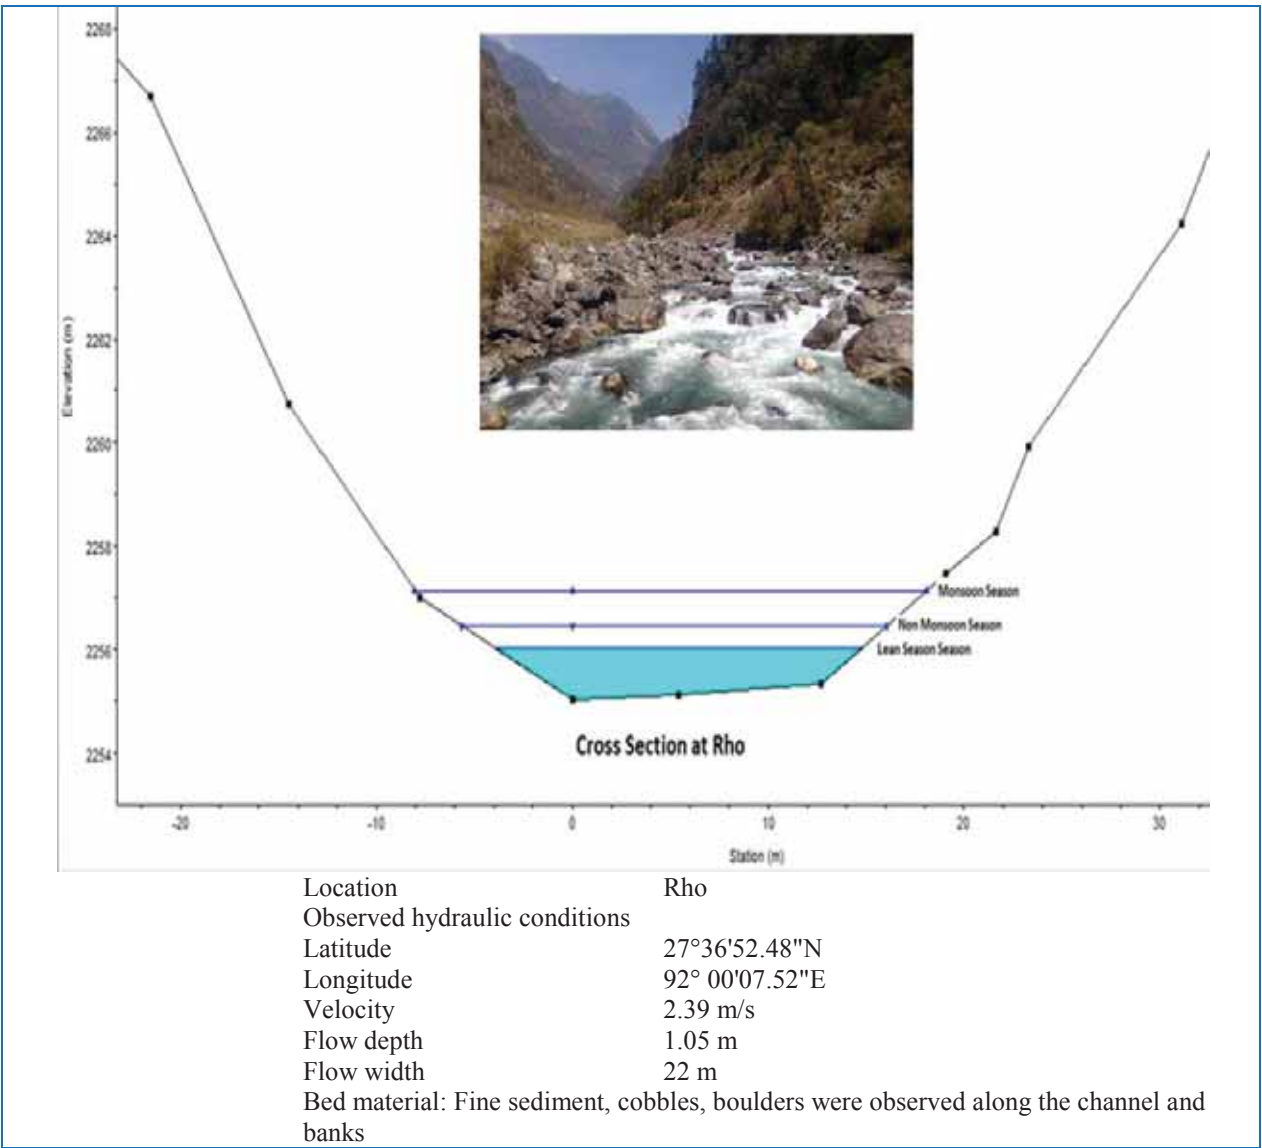 2268
2266
2264
2262
2260
2258
2256
2254
Elevation (m)
Monsoon Season
Non Monsoon Season
Lean Season Season
Cross Section at Rho
-20 -10 0 10 20 30
Station (m)
Location Rho
Observed hydraulic conditions
Latitude 27°36'52.48"N
Longitude 92° 00'07.52"E
Velocity 2.39 m/s
Flow depth 1.05 m
Flow width 22 m
Bed material: Fine sediment, cobbles, boulders were observed along the channel and
banks